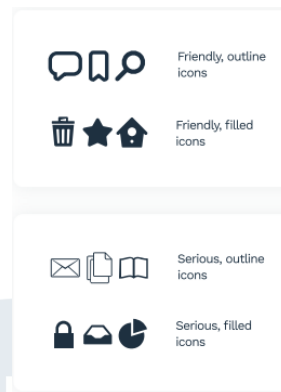 Friendly, outline
icons
Friendly, filled
icons
Serious, outline
icons
Serious, filled
icons